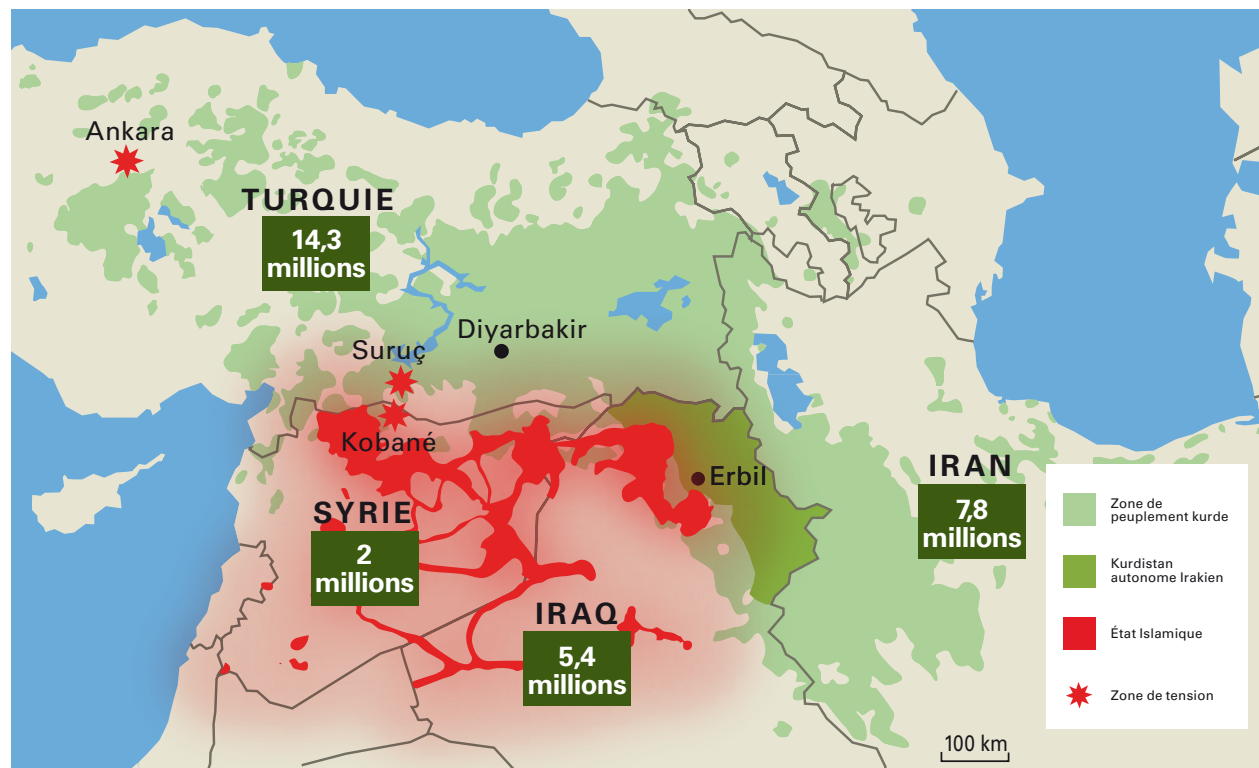 Ankara
TURQUIE
14,3
millions
Suruç
Diyarbakir
Kobané
Erbil
SYRIE
2
millions
IRAQ
5,4
millions
IRAN
7,8
millions
Zone de
peuplement kurde
Kurdistan
autonome Irakien
État Islamique
Zone de tension
100 km